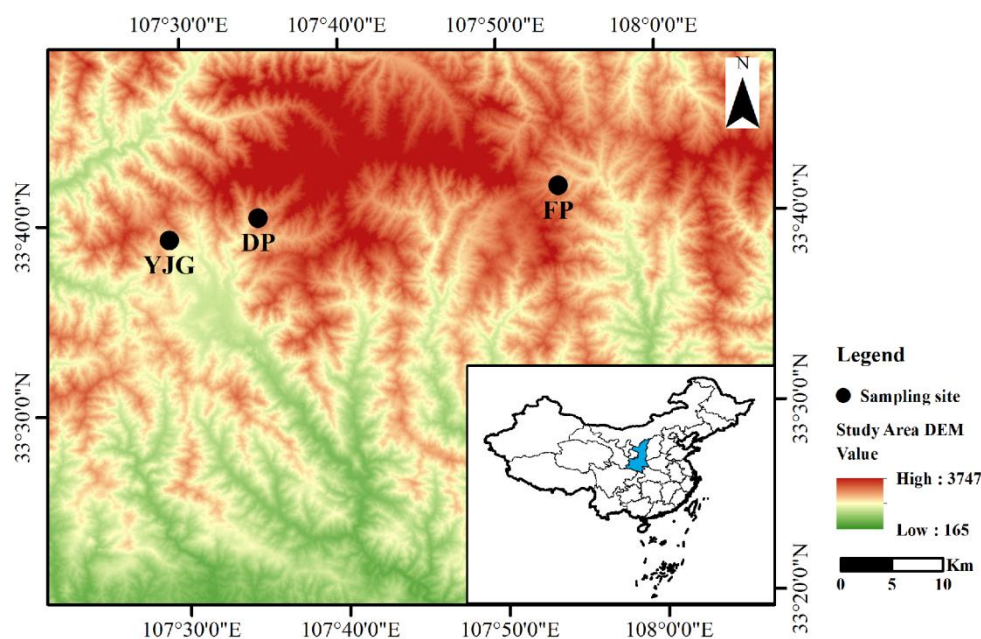 107°30'0"E 107°40'0"E 107°50'0"E 108°0'0"E
N
33°40'0"N
33°40'0"N
FP
DP
YJG
33°30'0"N
33°30'0"N
33°20'0"N
Legend
Sampling site
Study Area DEM
Value
High : 3747
Low : 165
Km
0 5 10
107°30'0"E 107°40'0"E 107°50'0"E 108°0'0"E